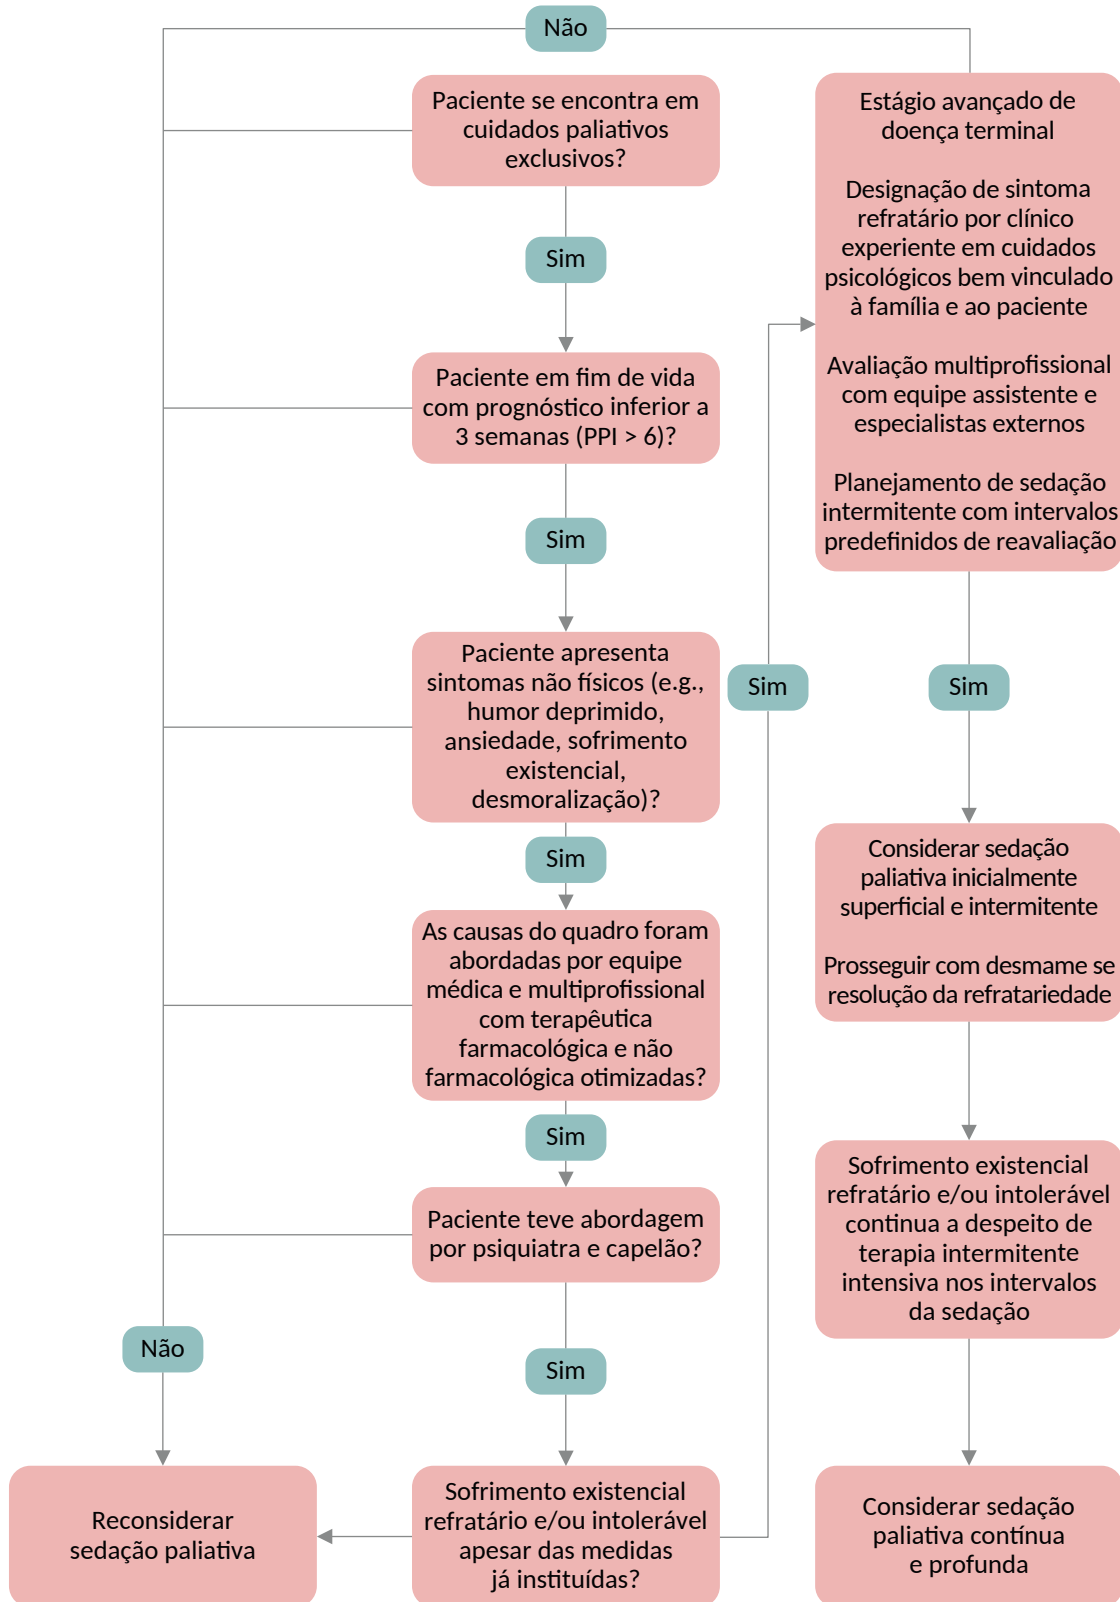 Não
Paciente se encontra em
cuidados paliativos
exclusivos?
Sim
Paciente em fim de vida
com prognóstico inferior a
3 semanas (PPI > 6)?
Sim
Paciente apresenta
sintomas não físicos (e.g.,
humor deprimido,
ansiedade, sofrimento
existencial,
desmoralização)?
Sim
As causas do quadro foram
abordadas por equipe
médica e multiprofissional
com terapêutica
farmacológica e não
farmacológica otimizadas?
Sim
Paciente teve abordagem
por psiquiatra e capelão?
Não
Sim
Reconsiderar
sedação paliativa
Sofrimento existencial
refratário e/ou intolerável
apesar das medidas
já instituídas?
Sim
Estágio avançado de
doença terminal
Designação de sintoma
refratário por clínico
experiente em cuidados
psicológicos bem vinculado
à família e ao paciente
Avaliação multiprofissional
com equipe assistente e
especialistas externos
Planejamento de sedação
intermitente com intervalos
predefinidos de reavaliação
Sim
Considerar sedação
paliativa inicialmente
superficial e intermitente
Prosseguir com desmame se
resolução da refratariedade
Sofrimento existencial
refratário e/ou intolerável
continua a despeito de
terapia intermitente
intensiva nos intervalos
da sedação
Considerar sedação
paliativa contínua
e profunda